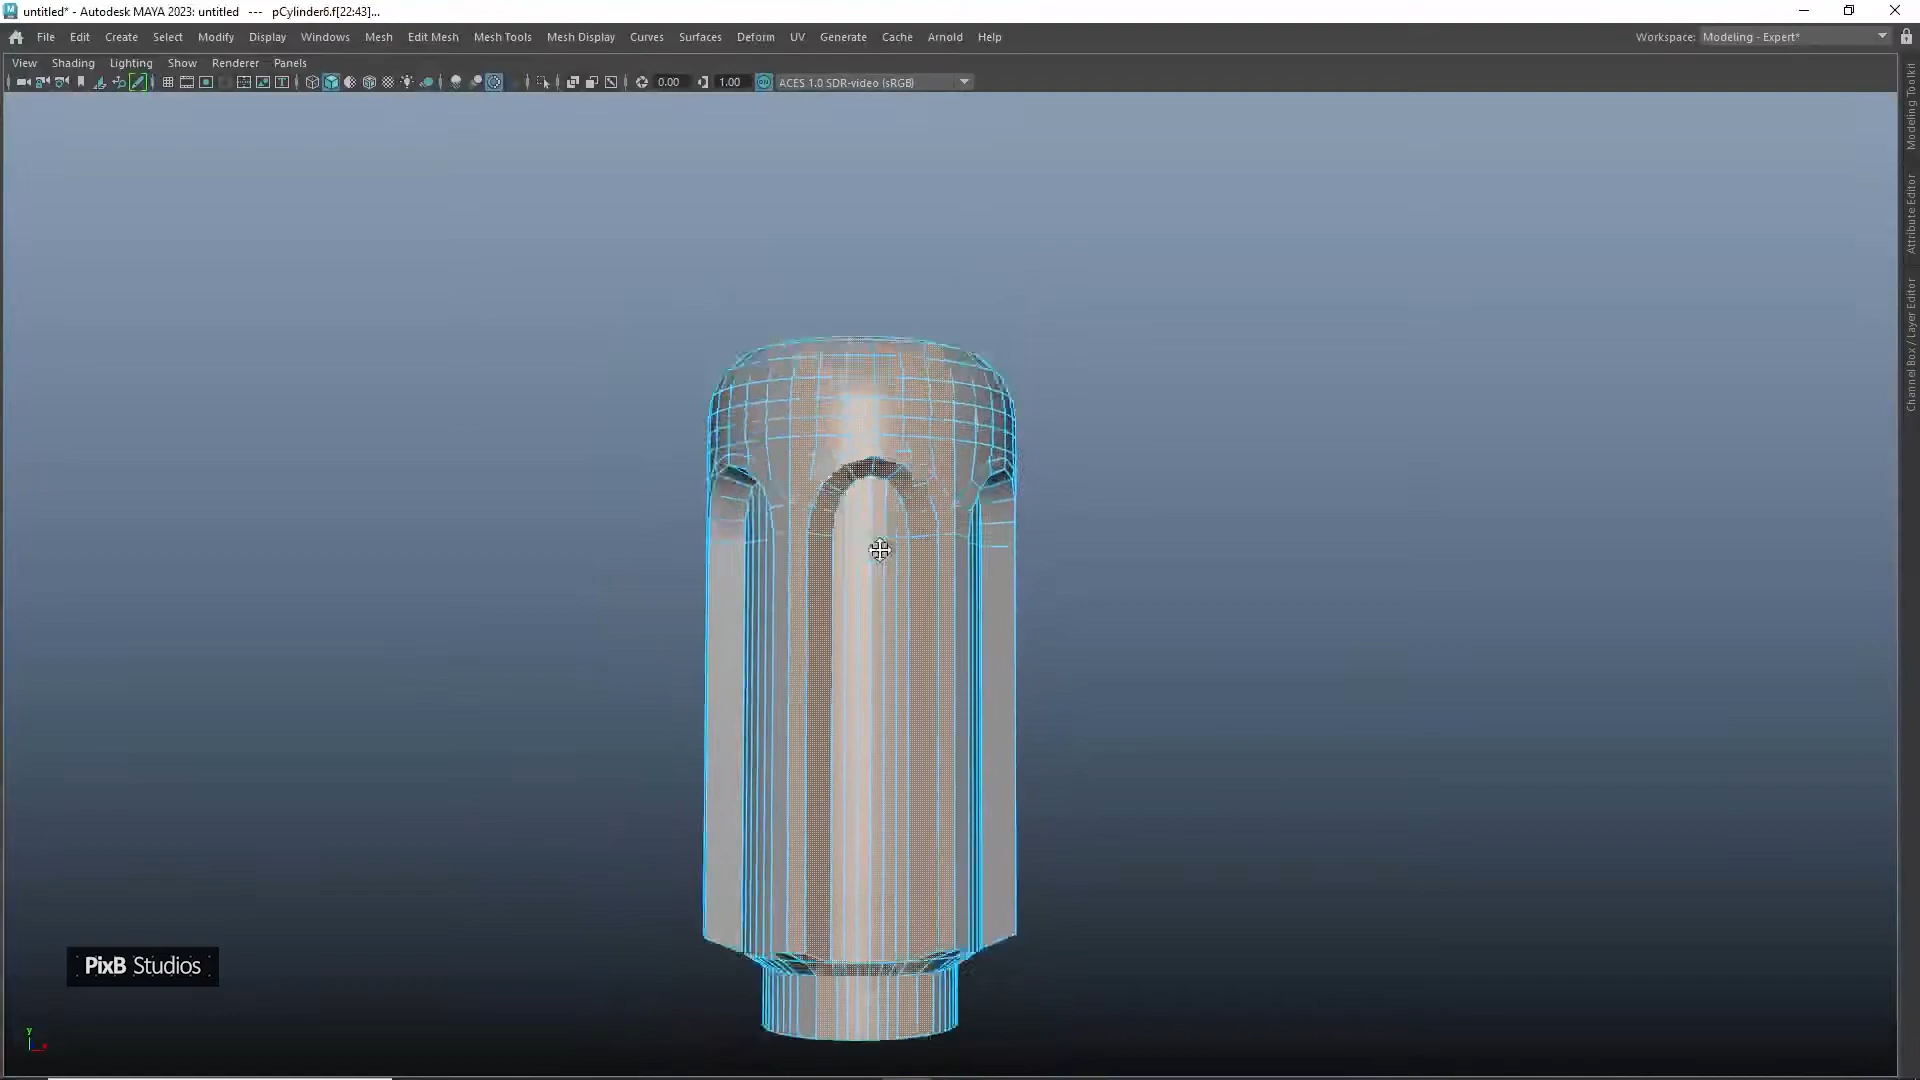 untitled* - Autodesk MAYA 2023: untitled --- pCylinder6.f[22:43]...
File Edit Create Select Modify Display Windows Mesh Edit Mesh Mesh Tools Mesh Display Curves Surfaces Deform UV Generate Cache Arnold Help Workspace: Modeling - Expert*
View Shading Lighting Show Renderer Panels
0.00 1.00 ON ACES 1.0 SDR-video (sRGB)
Modeling Toolkit
Attribute Editor
Channel Box / Layer Editor
PixB Studios
y
x